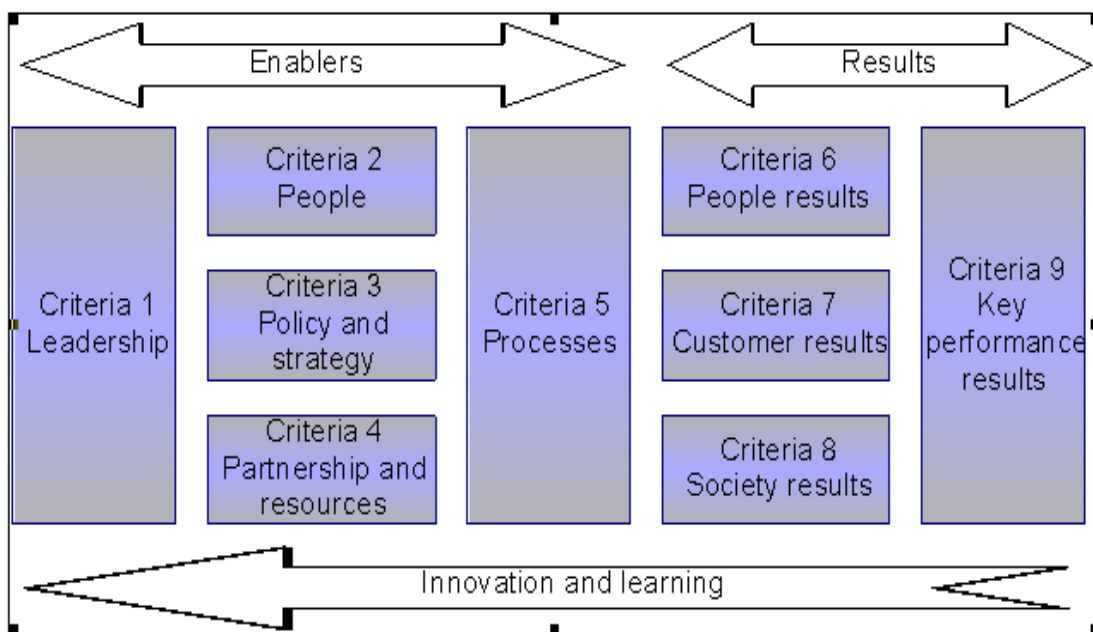 Enablers
Results
Criteria 1
Leadership
Criteria 2
People
Criteria 3
Policy and
strategy
Criteria 4
Partnership and
resources
Criteria 5
Processes
Criteria 6
People results
Criteria 7
Customer results
Criteria 8
Society results
Criteria 9
Key
performance
results
Innovation and learning